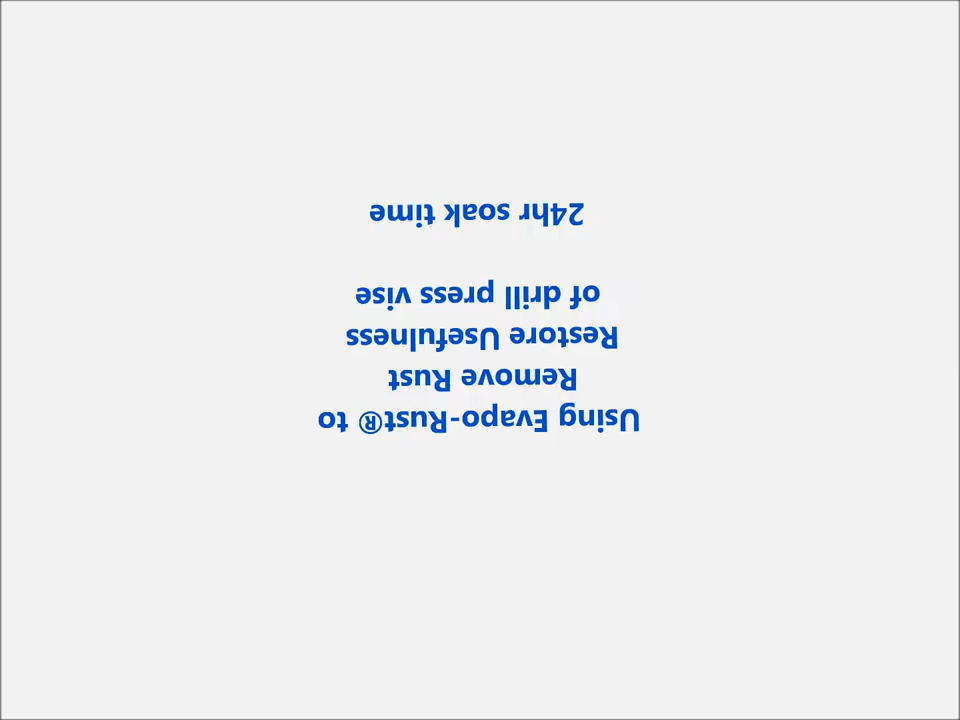 Using Evapo-Rust® to
Remove Rust
Restore Usefulness
of drill press vise
24hr soak time